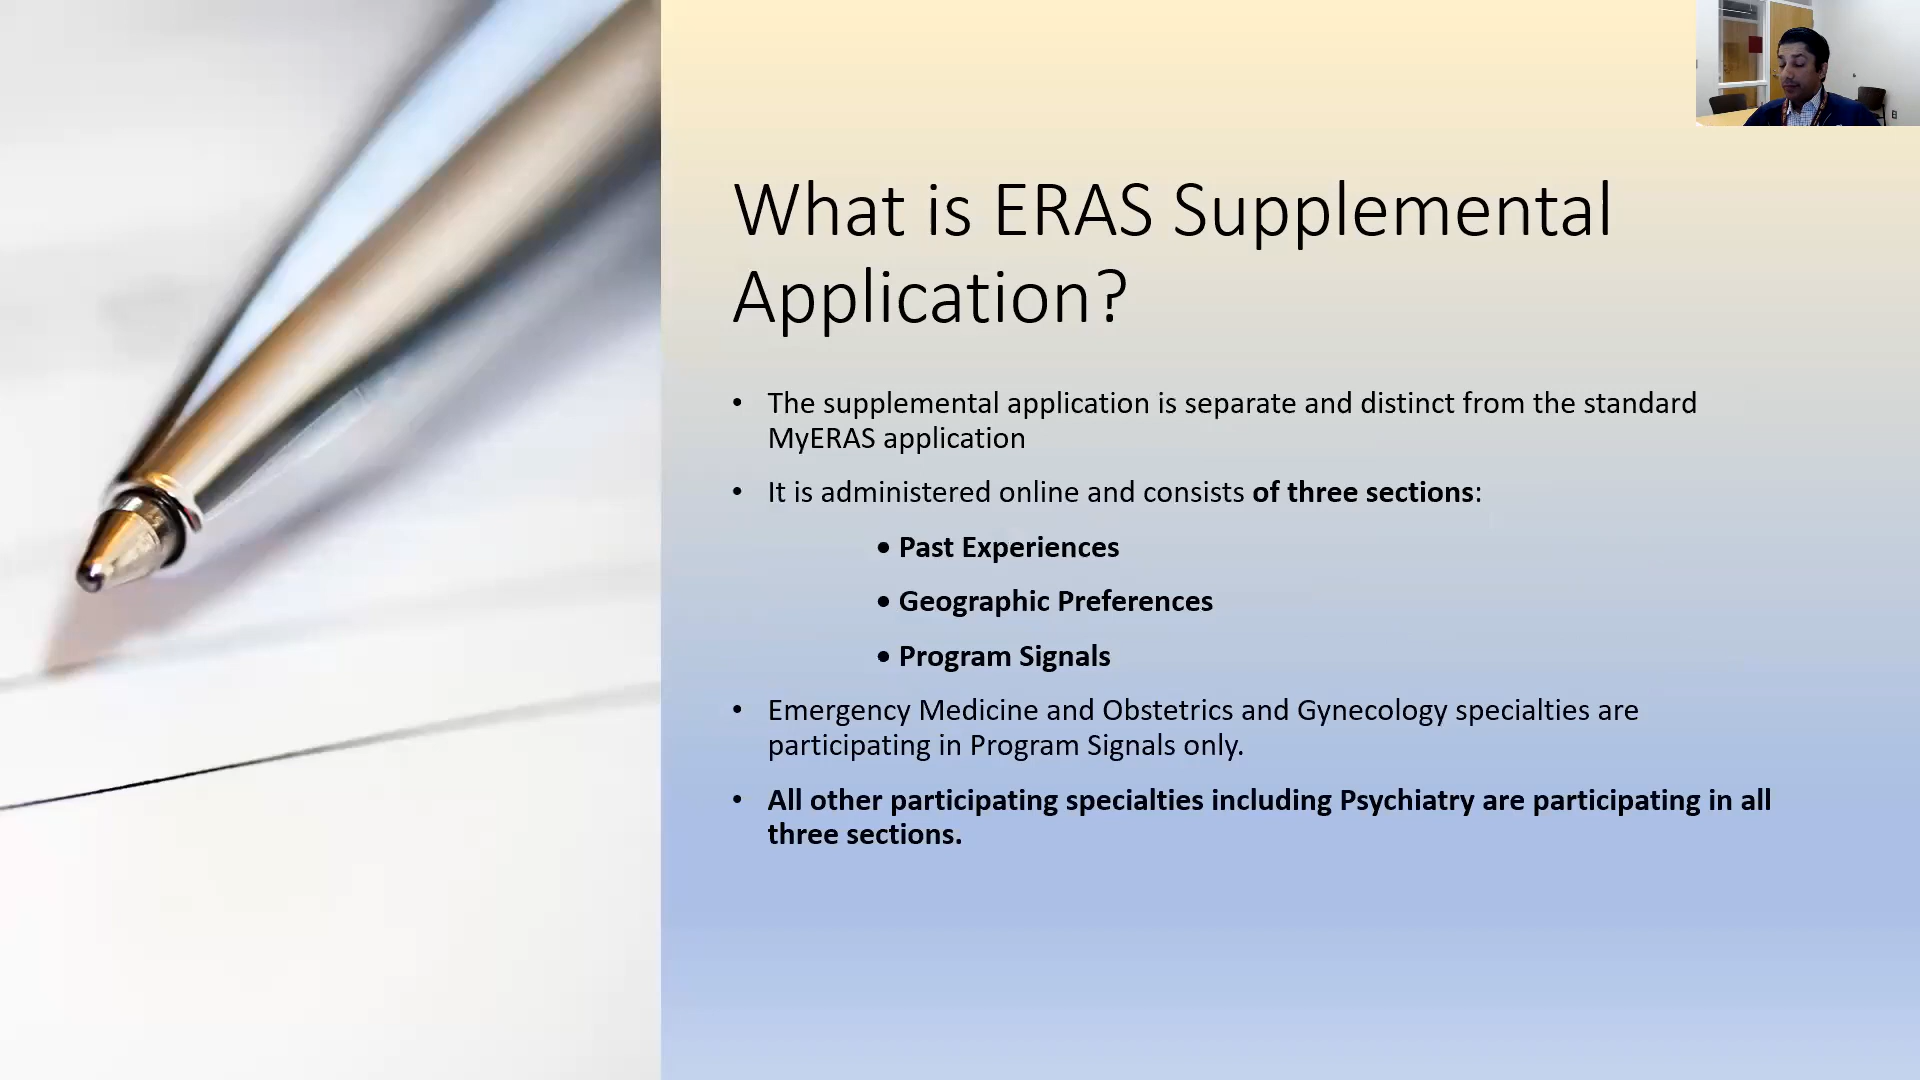 What is ERAS Supplemental
Application?
• The supplemental application is separate and distinct from the standard
MyERAS application
• It is administered online and consists of three sections:
• Past Experiences
• Geographic Preferences
• Program Signals
• Emergency Medicine and Obstetrics and Gynecology specialties are
participating in Program Signals only.
• All other participating specialties including Psychiatry are participating in all
three sections.